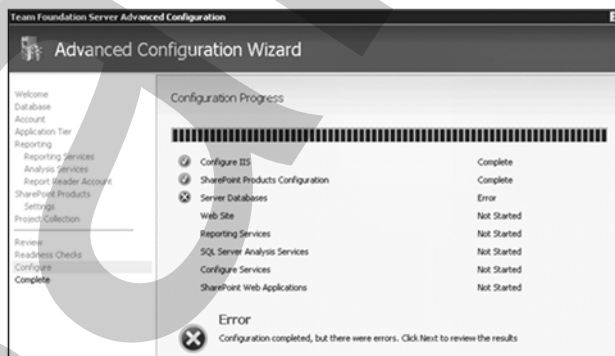 Team Foundation Server Advanced Configuration
Advanced Configuration Wizard
Welcome
Database
Account
Application Tier
Reporting
Reporting Services
Analysis Services
Report Reader Account
SharePoint Products
Settings
Project Collection
Review
Readiness Checks
Configure
Complete
Configuration Progress
Configure IIS Complete
SharePoint Products Configuration Complete
Server Databases Error
Web Site Not Started
Reporting Services Not Started
SQL Server Analysis Services Not Started
Configure Services Not Started
SharePoint Web Applications Not Started
Error
Configuration completed, but there were errors. Click Next to review the results